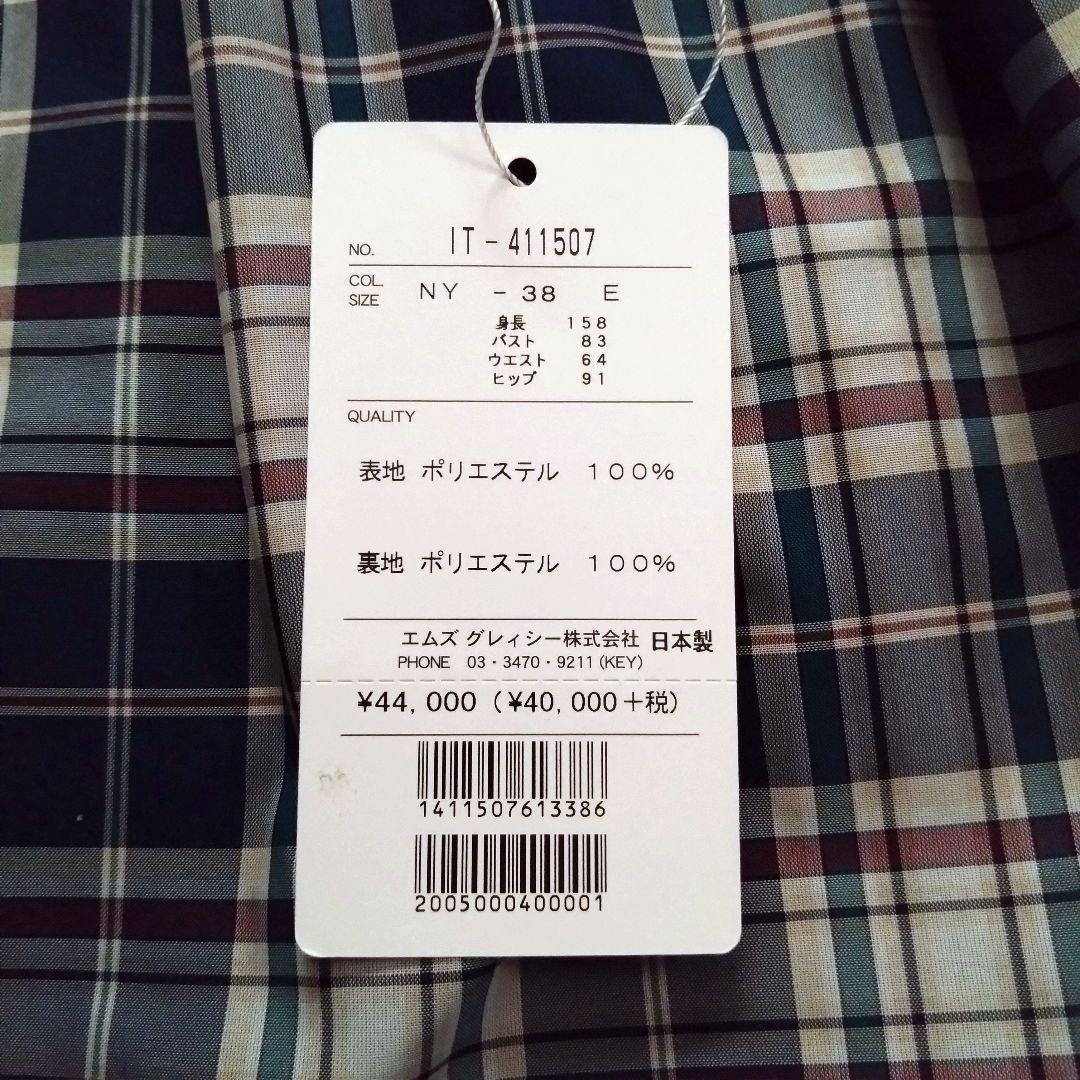 NO. IT-411507
COL. SIZE NY -38 E
身長 158
バスト 83
ウエスト 64
ヒップ 91
QUALITY
表地 ポリエステル 100%
裏地 ポリエステル 100%
エムズ グレィシー株式会社 日本製
PHONE 03・3470・9211 (KEY)
¥44,000 (¥40,000+税)
1411507613386
2005000400001